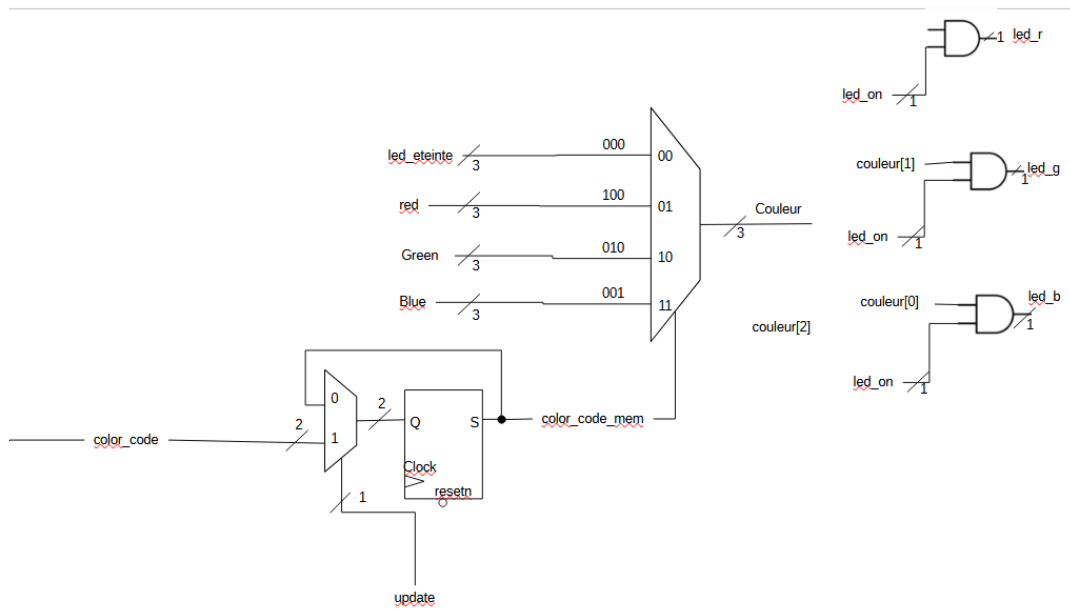 1 led_r
led_on
1
000
led_eteinte
3
00
couleur[1]
led_g
1
100
red
3
01
Couleur
3
led_on
1
010
Green
3
10
001
Blue
3
11
couleur[2]
couleur[0]
led_b
1
led_on
1
0
2
2
1
color_code
Q
S
color_code_mem
Clock
resetn
1
update